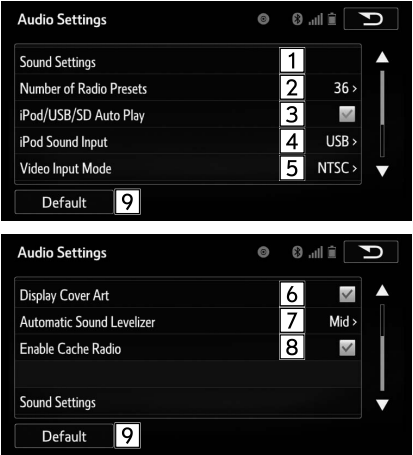 Audio Settings
Sound Settings 1
Number of Radio Presets 2 36 >
iPod/USB/SD Auto Play 3
iPod Sound Input 4 USB >
Video Input Mode 5 NTSC >
Default 9
Audio Settings
Display Cover Art 6
Automatic Sound Levelizer 7 Mid >
Enable Cache Radio 8
Sound Settings
Default 9